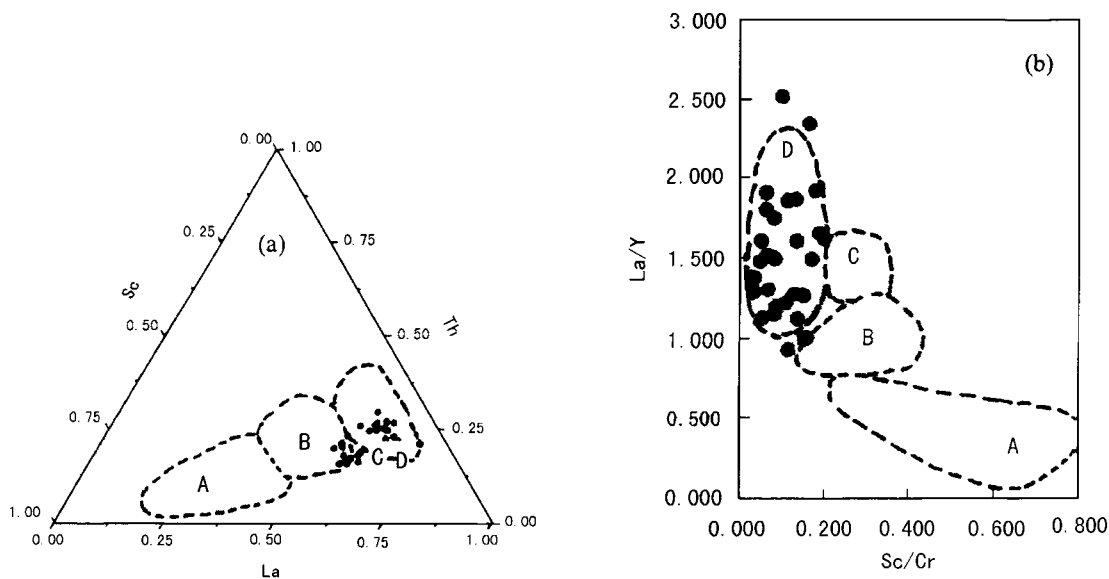 0.00 1.00
0.25 (a) 0.75
Sc Th
0.50 0.50
0.75 0.25
B
C-D
A
1.00 0.00
0.00 0.25 0.50 0.75 1.00
La
3.000
(b)
2.500
D
2.000
La/Y
C
1.500
1.000
B
0.500
A
0.000
0.000 0.200 0.400 0.600 0.800
Sc/Cr